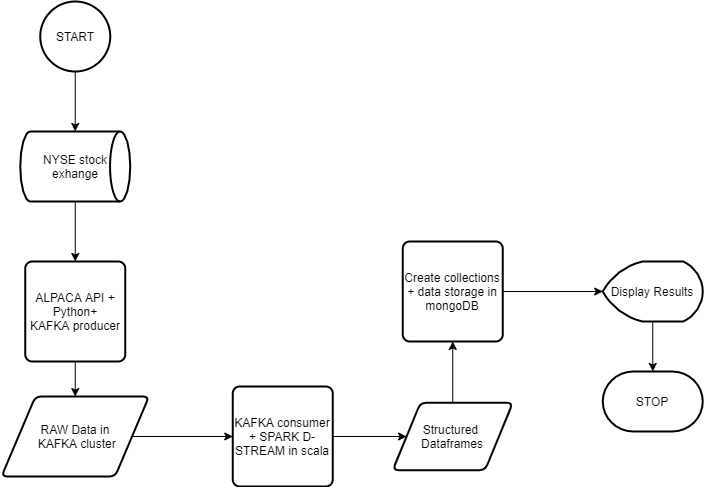 START
NYSE stock
exhange
ALPACA API +
Python+
KAFKA producer
RAW Data in
KAFKA cluster
KAFKA consumer
+ SPARK D-
STREAM in scala
Structured
Dataframes
Create collections
+ data storage in
mongoDB
Display Results
STOP